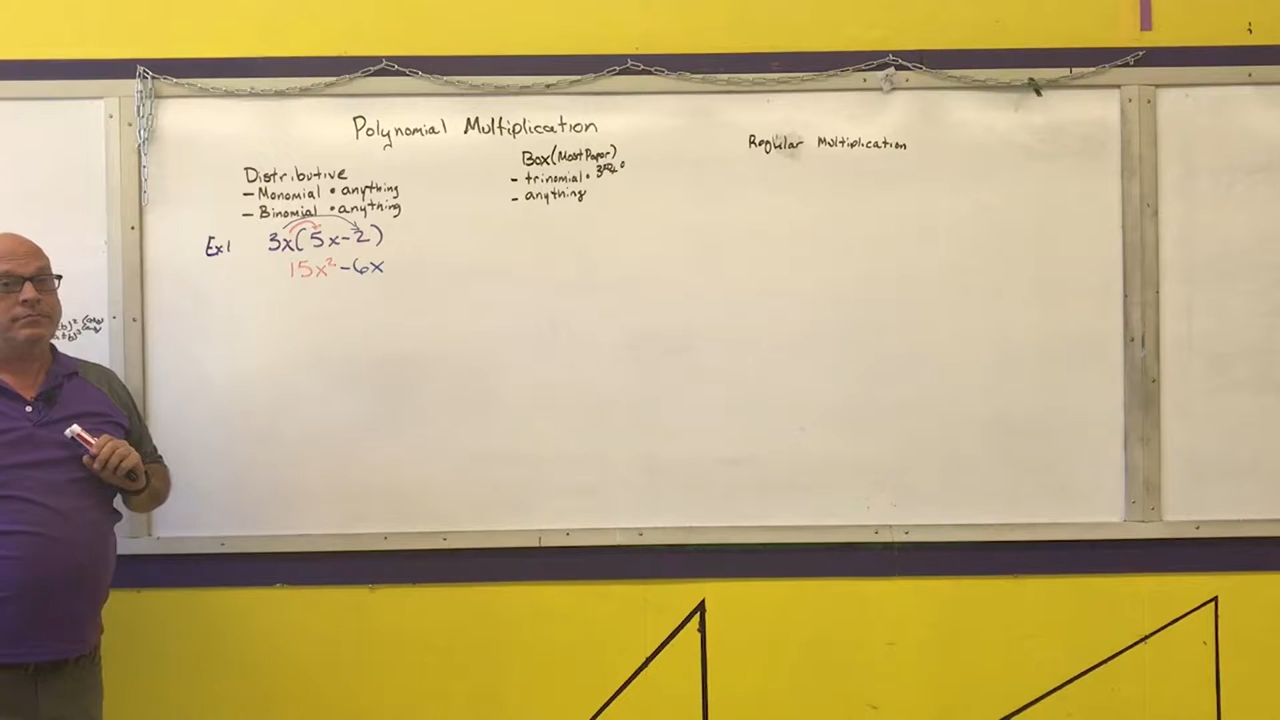 Polynomial Multiplication
Distributive
- Monomial • anything
- Binomial • anything
Ex1 3x(5x-2)
15x²-6x
Box (Most Paper)
- trinomial •
- anything
Regular Multiplication